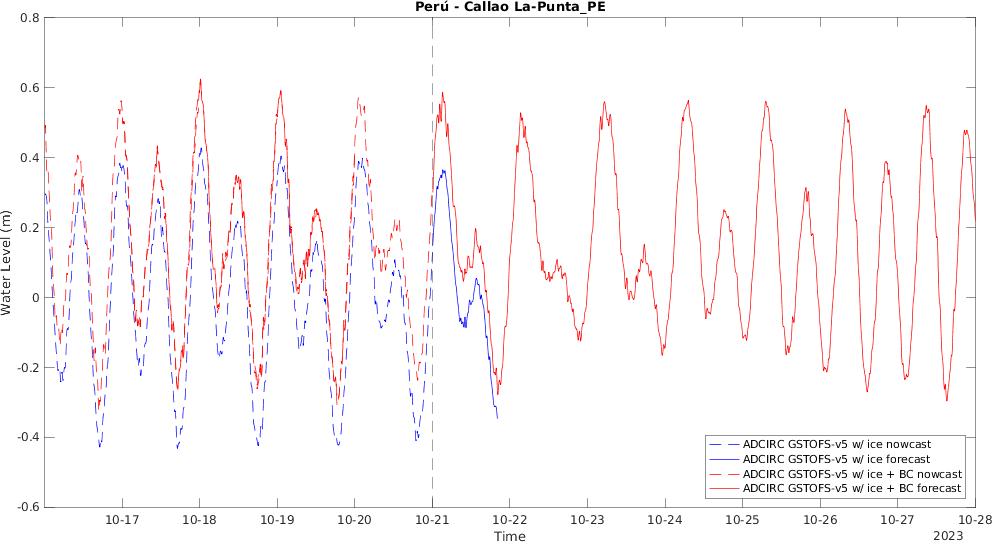 Perú - Callao La-Punta_PE
Water Level (m)
0.8
0.6
0.4
0.2
0
-0.2
-0.4
-0.6
ADCIRC GSTOFS-v5 w/ ice nowcast
ADCIRC GSTOFS-v5 w/ ice forecast
ADCIRC GSTOFS-v5 w/ ice + BC nowcast
ADCIRC GSTOFS-v5 w/ ice + BC forecast
10-17 10-18 10-19 10-20 10-21 10-22 10-23 10-24 10-25 10-26 10-27 10-28
Time
2023